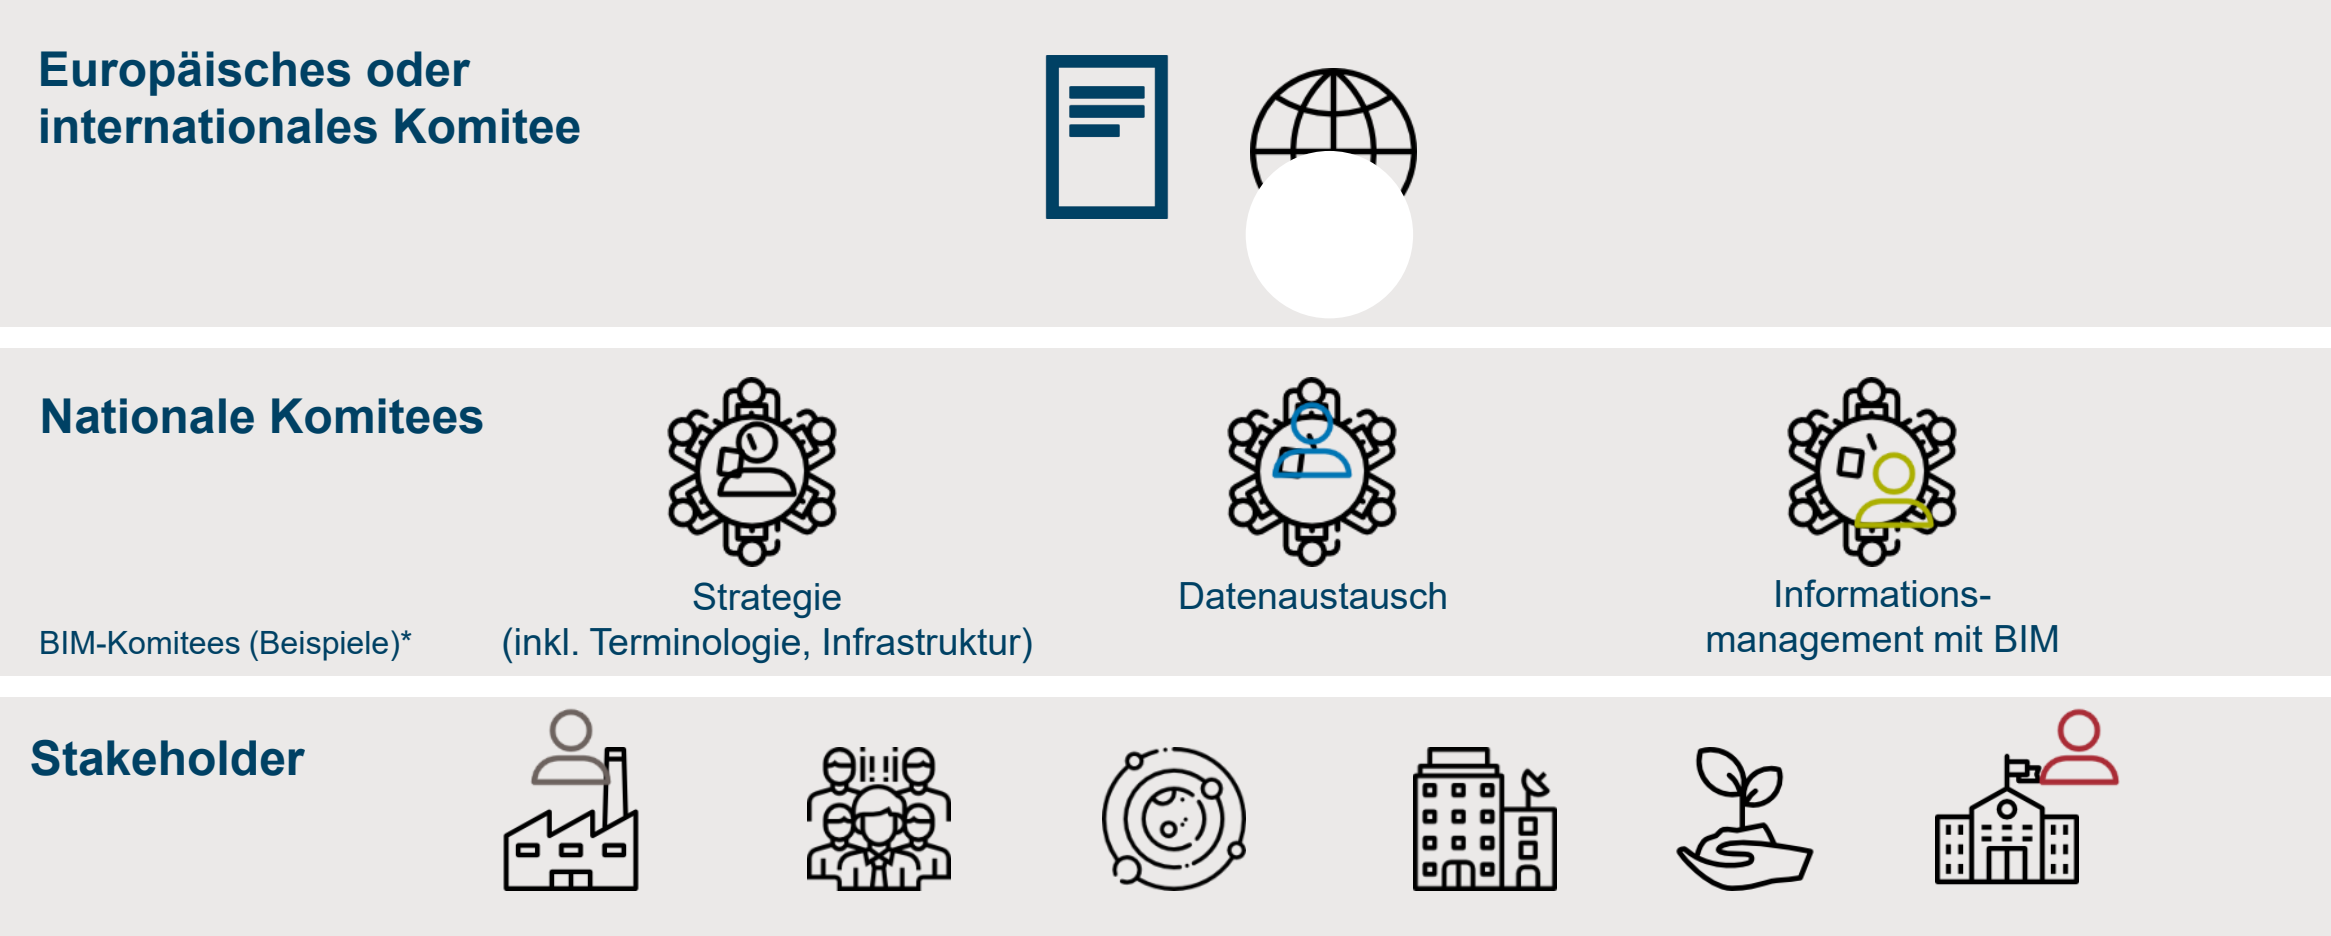 Europäisches oder
internationales Komitee
Nationale Komitees
Strategie
(inkl. Terminologie, Infrastruktur)
Datenaustausch
Informations-
management mit BIM
BIM-Komitees (Beispiele)*
Stakeholder